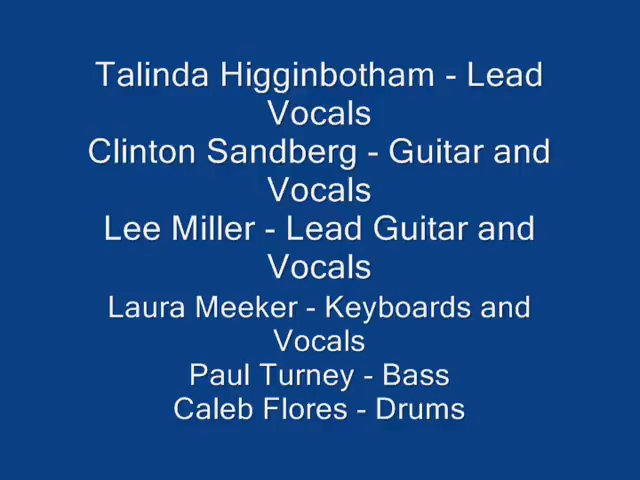 Talinda Higginbotham - Lead
Vocals
Clinton Sandberg - Guitar and
Vocals
Lee Miller - Lead Guitar and
Vocals
Laura Meeker - Keyboards and
Vocals
Paul Turney - Bass
Caleb Flores - Drums